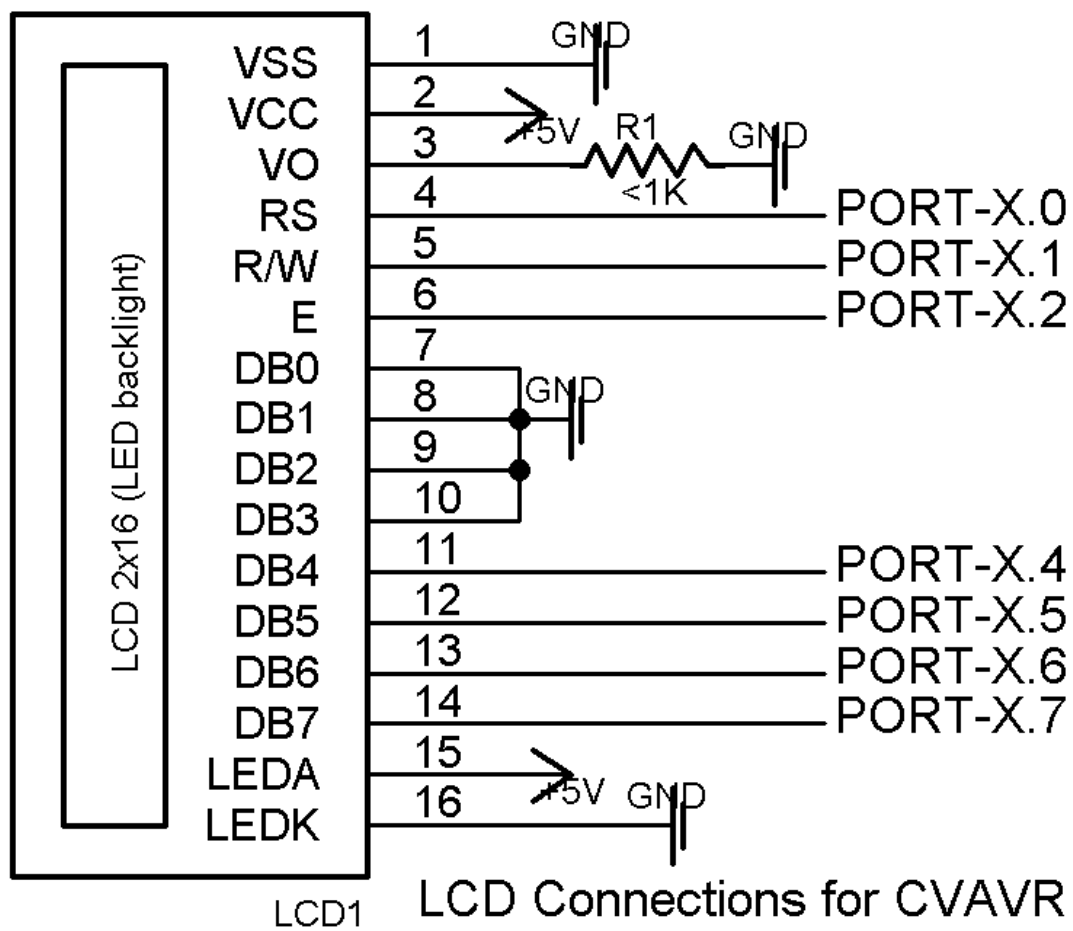 VSS 1 GND
VCC 2 +5V
VO 3 R1 <1K GND
RS 4 PORT-X.0
R/W 5 PORT-X.1
E 6 PORT-X.2
DB0 7
DB1 8 GND
DB2 9
DB3 10
DB4 11 PORT-X.4
DB5 12 PORT-X.5
DB6 13 PORT-X.6
DB7 14 PORT-X.7
LEDA 15 +5V
LEDK 16 GND
LCD 2x16 (LED backlight)
LCD1
LCD Connections for CVAVR